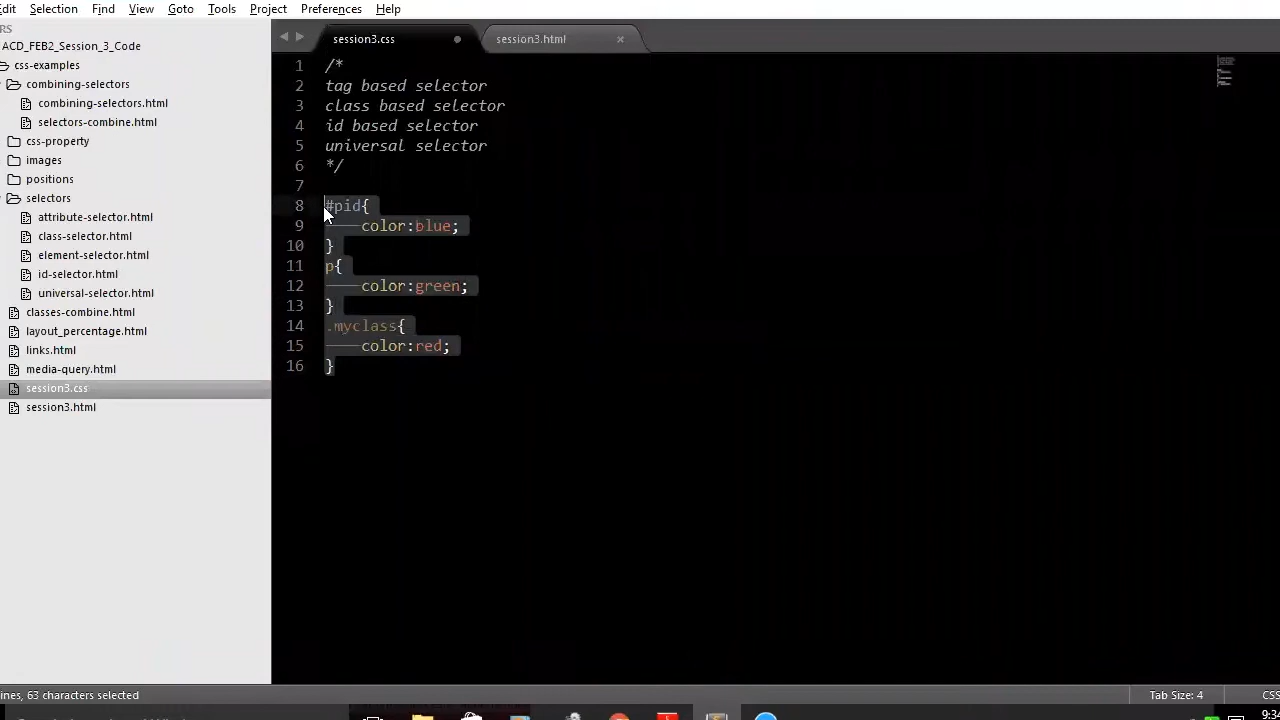 Edit Selection Find View Goto Tools Project Preferences Help
RS
ACD_FEB2_Session_3_Code
css-examples
combining-selectors
combining-selectors.html
selectors-combine.html
css-property
images
positions
selectors
attribute-selector.html
class-selector.html
element-selector.html
id-selector.html
universal-selector.html
classes-combine.html
layout_percentage.html
links.html
media-query.html
session3.css
session3.html
session3.css session3.html
1 /*
2 tag based selector
3 class based selector
4 id based selector
5 universal selector
6 */
7
8 #pid{
9 color:blue;
10 }
11 p{
12 color:green;
13 }
14 .myclass{
15 color:red;
16 }
ines, 63 characters selected Tab Size: 4 CSS
9:34